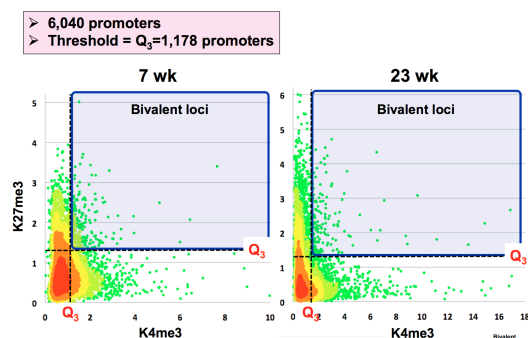 ➢ 6,040 promoters
➢ Threshold = Q3=1,178 promoters
7 wk
23 wk
Bivalent loci
Bivalent loci
K27me3
5
4
3
2
1
0
6
5
4
3
2
1
0
Q3
Q3
0 2 4 6 8 10
0 2 4 6 8 10 12 14 16 18
Q3
Q3
K4me3
K4me3
Bivalent